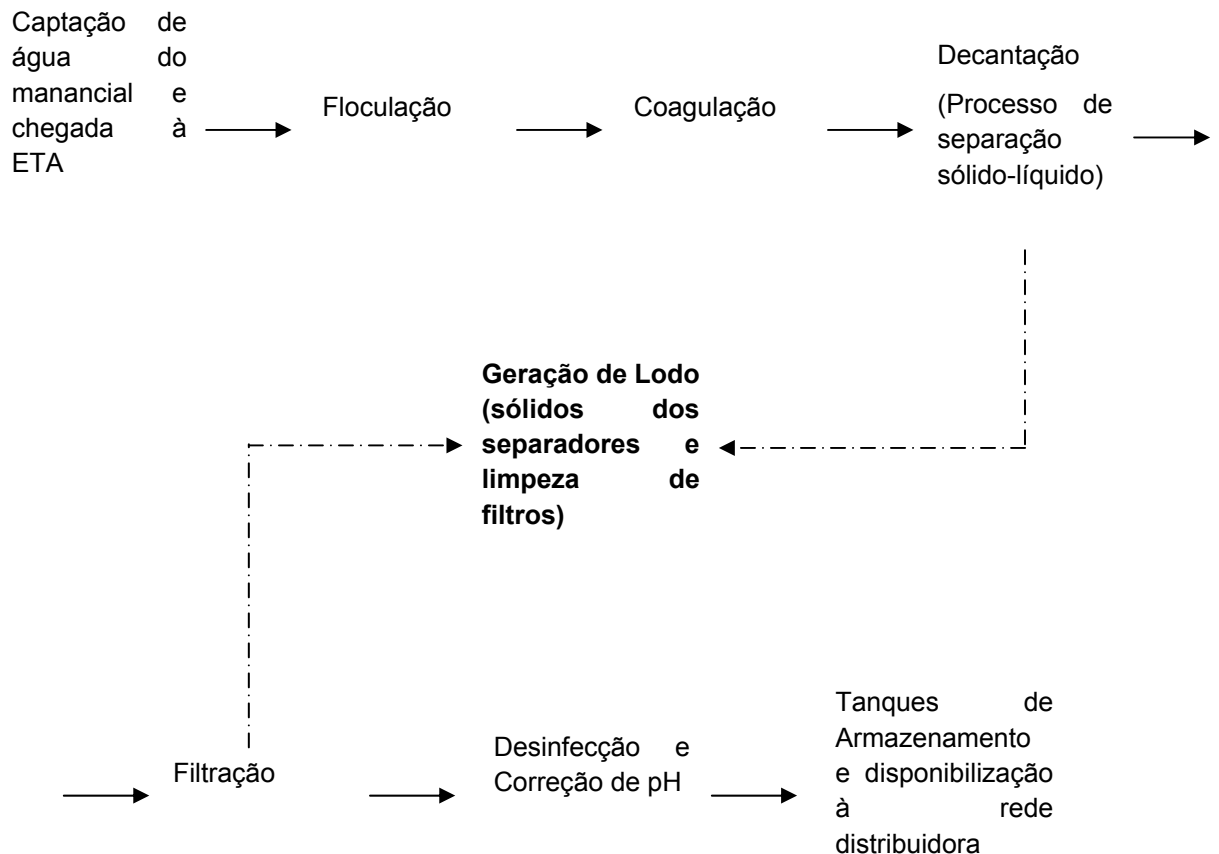 Captação de
água do
manancial e
chegada à
ETA
Floculação
Coagulação
Decantação
(Processo de
separação
sólido-líquido)
Geração de Lodo
(sólidos dos
separadores e
limpeza de
filtros)
Filtração
Desinfecção e
Correção de pH
Tanques de
Armazenamento
e disponibilização
à rede
distribuidora